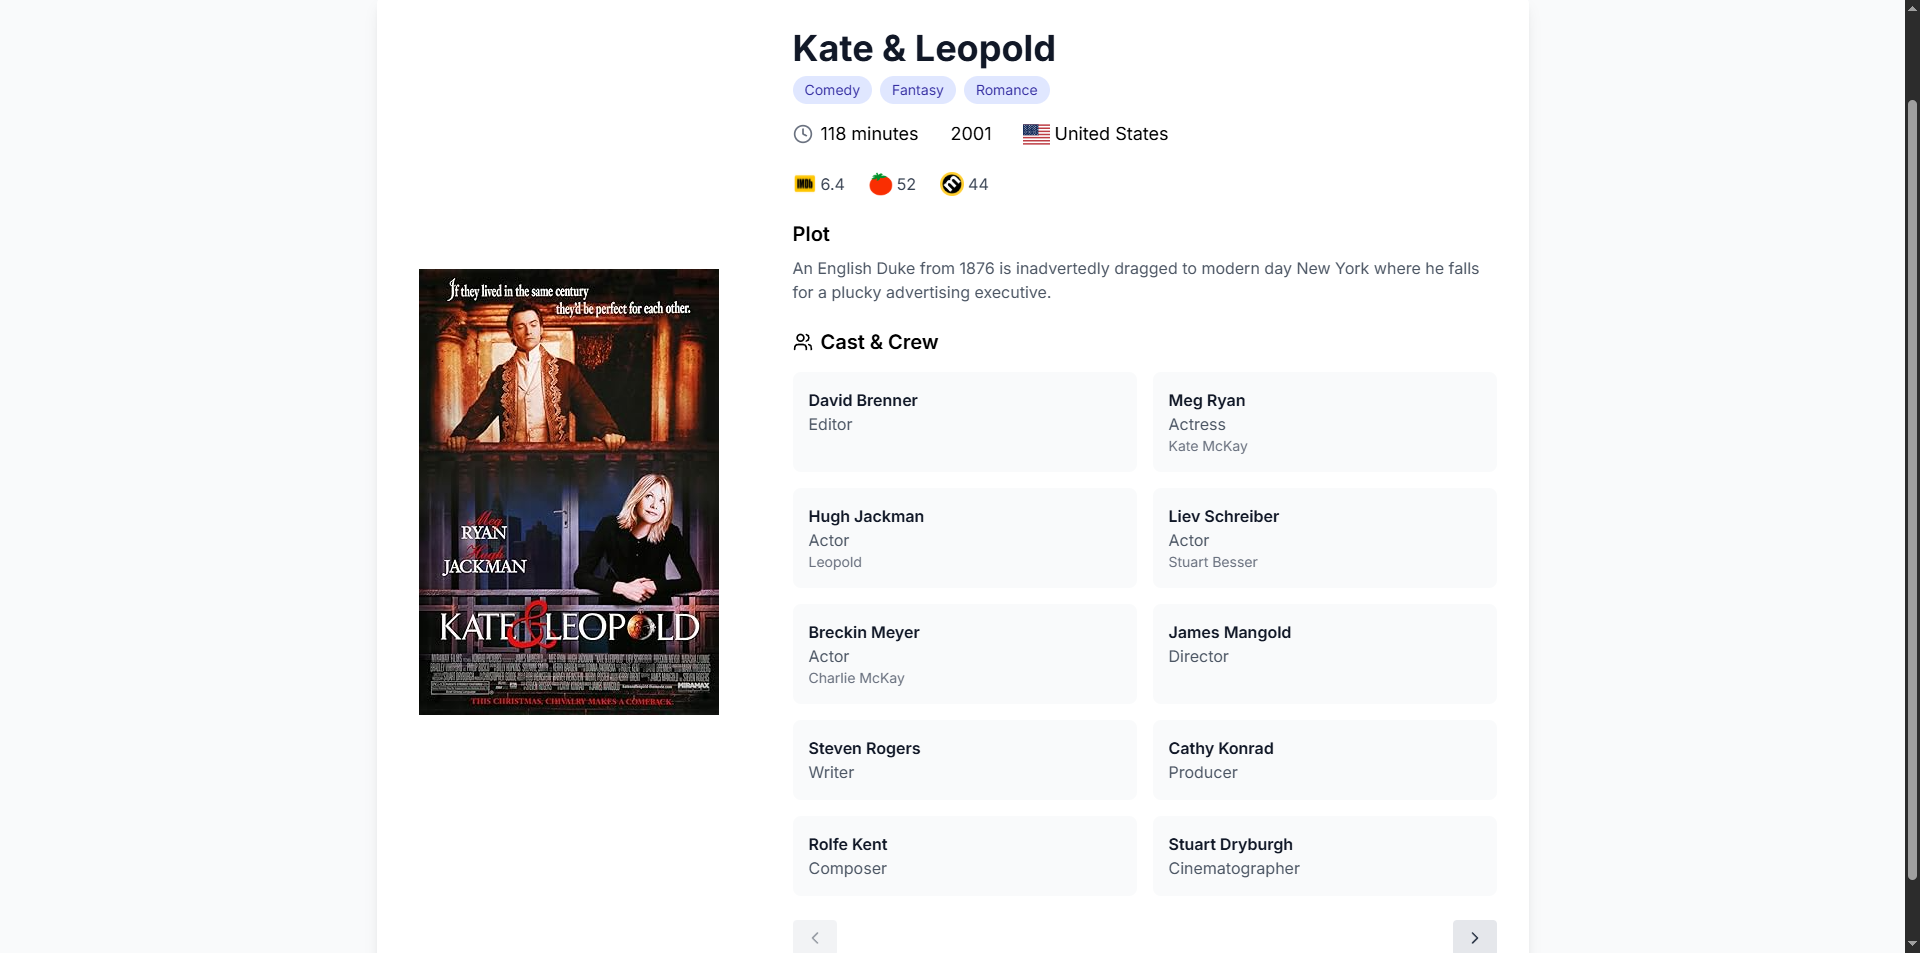 Kate & Leopold
Comedy
Fantasy
Romance
118 minutes
2001
United States
IMDb
6.4
52
44
Plot
An English Duke from 1876 is inadvertedly dragged to modern day New York where he falls
for a plucky advertising executive.
If they lived in the same century
they'd be perfect for each other.
Meg
RYAN
Hugh
JACKMAN
KATE & LEOPOLD
MIRAMAX
THIS CHRISTMAS, CHIVALRY MAKES A COMEBACK.
Cast & Crew
David Brenner
Editor
Meg Ryan
Actress
Kate McKay
Hugh Jackman
Actor
Leopold
Liev Schreiber
Actor
Stuart Besser
Breckin Meyer
Actor
Charlie McKay
James Mangold
Director
Steven Rogers
Writer
Cathy Konrad
Producer
Rolfe Kent
Composer
Stuart Dryburgh
Cinematographer